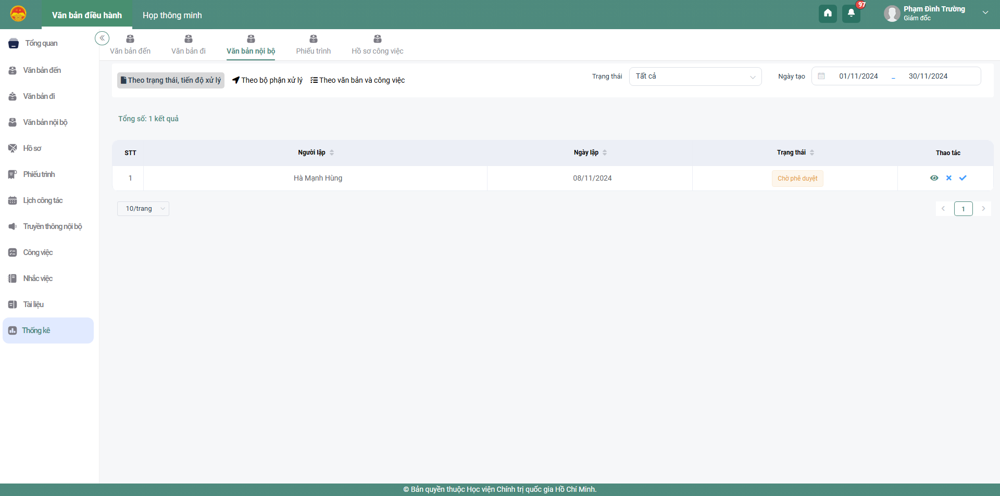 Văn bản điều hành
Họp thông minh
97
Phạm Đình Trường
Giám đốc
Tổng quan
Văn bản đến
Văn bản đi
Văn bản nội bộ
Hồ sơ
Phiếu trình
Lịch công tác
Truyền thông nội bộ
Công việc
Nhắc việc
Tài liệu
Thống kê
Văn bản đến
Văn bản đi
Văn bản nội bộ
Phiếu trình
Hồ sơ công việc
Theo trạng thái, tiến độ xử lý
Theo bộ phận xử lý
Theo văn bản và công việc
Trạng thái
Tất cả
Ngày tạo
01/11/2024 – 30/11/2024
Tổng số: 1 kết quả
STT Người lập Ngày lập Trạng thái Thao tác
1 Hà Mạnh Hùng 08/11/2024 Chờ phê duyệt
10/trang
1
© Bản quyền thuộc Học viện Chính trị quốc gia Hồ Chí Minh.